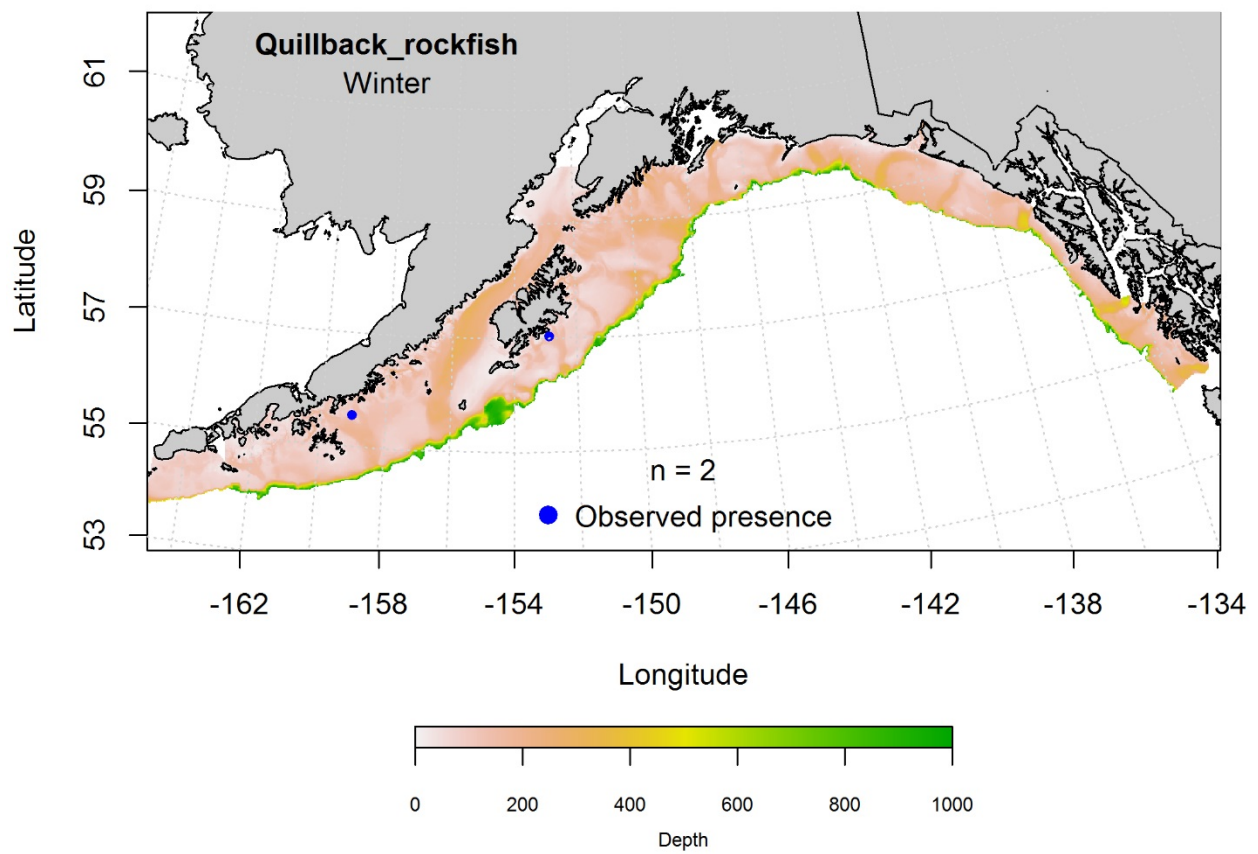 Quillback_rockfish
Winter
61
59
57
55
53
Latitude
n = 2
Observed presence
-162 -158 -154 -150 -146 -142 -138 -134
Longitude
0 200 400 600 800 1000
Depth